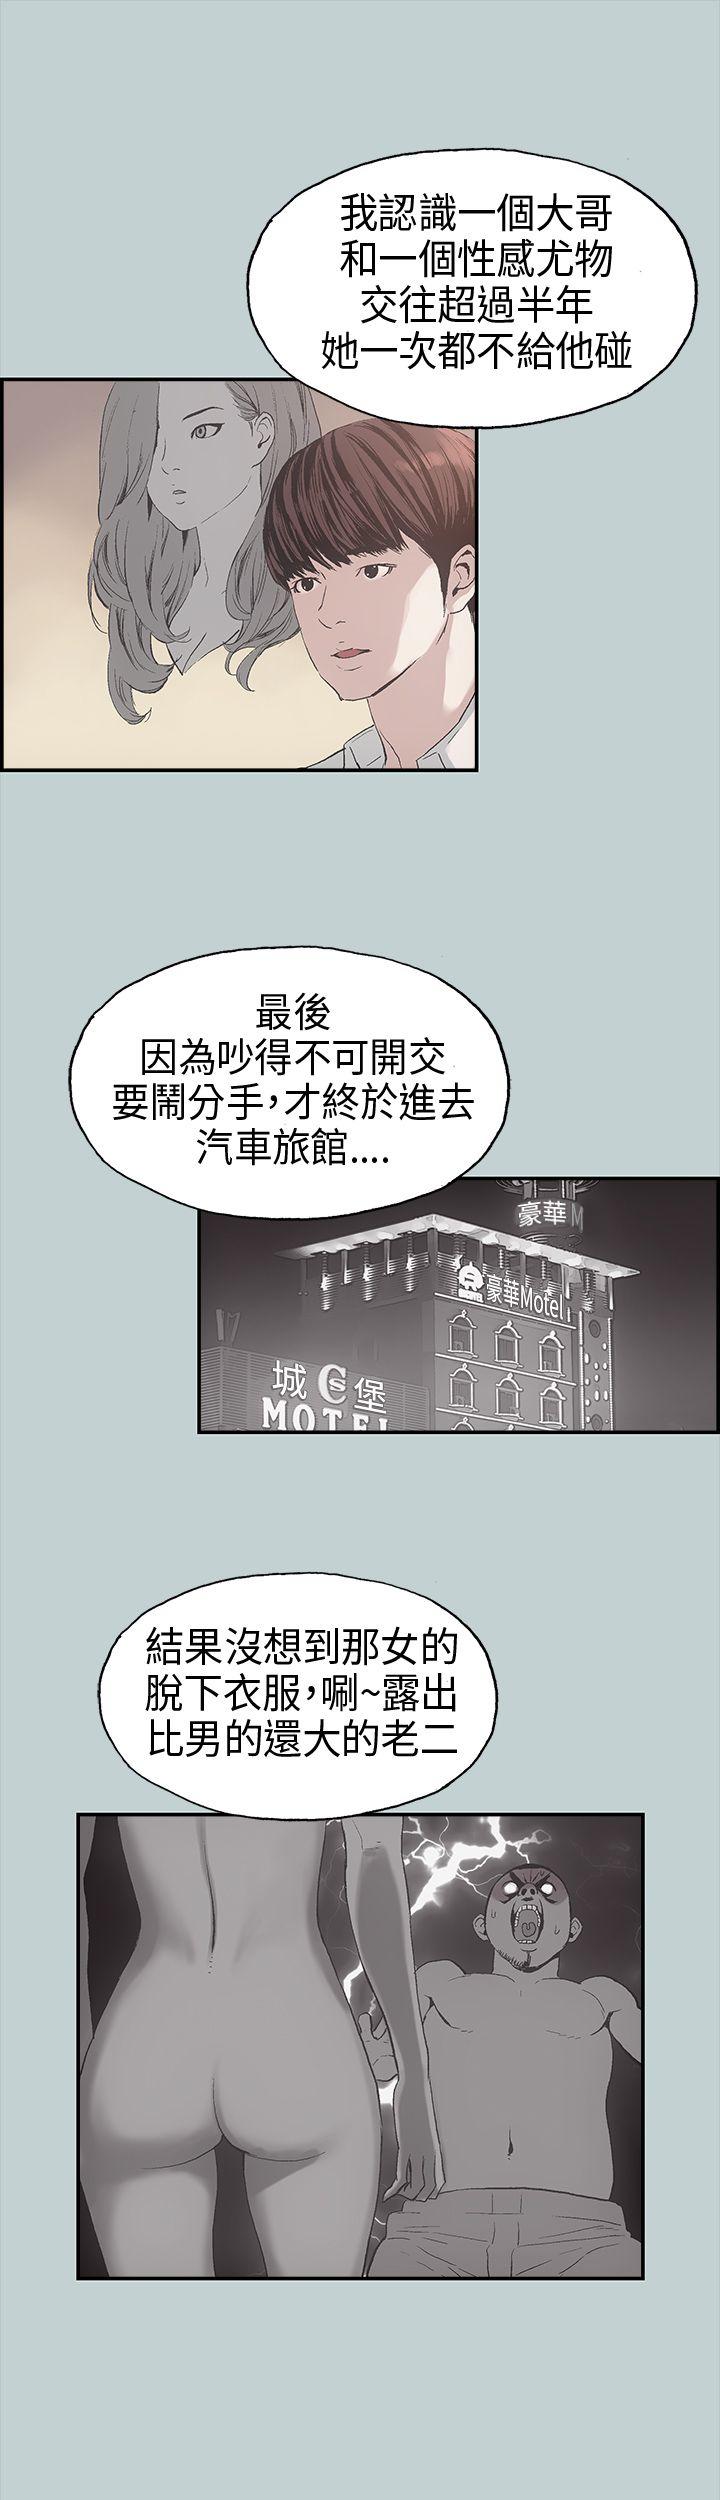 我認識一個大哥
和一個性感尤物
交往超過半年
她一次都不給他碰
最後
因為吵得不可開交
要鬧分手，才終於進去
汽車旅館....
豪華M
豪華Motel
城CS堡
MOTEL
結果沒想到那女的
脫下衣服，唰~露出
比男的還大的老二